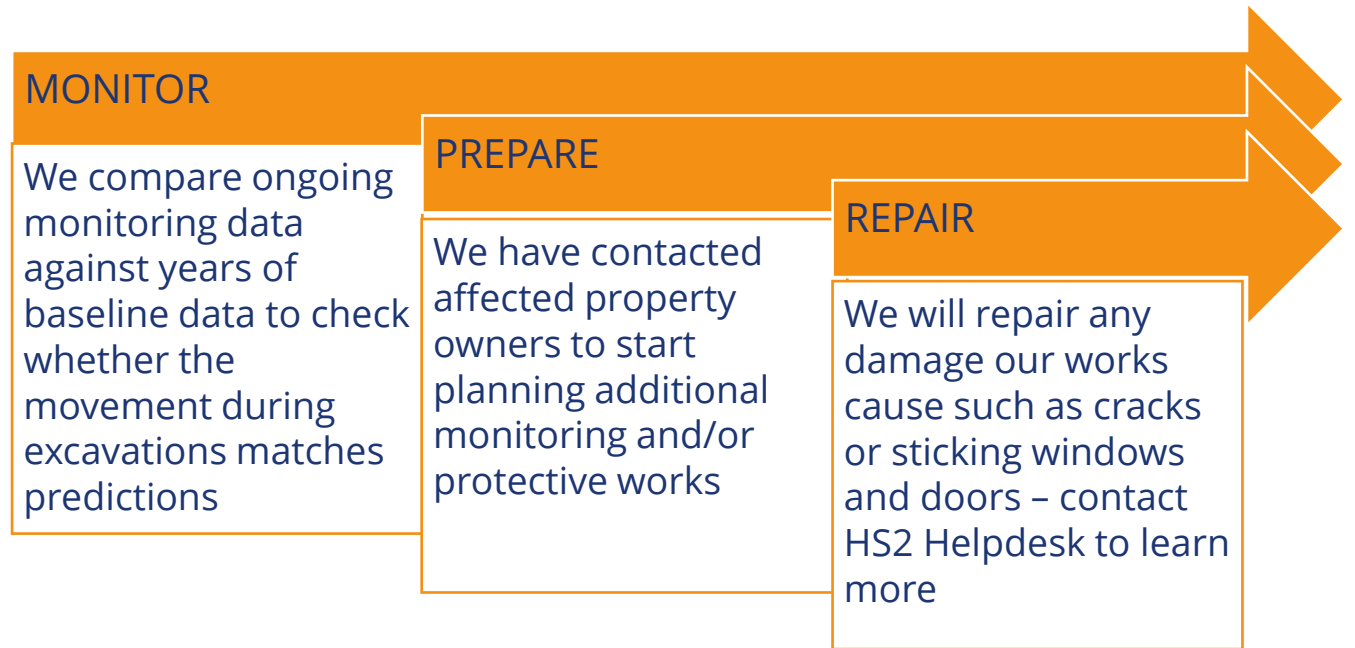 MONITOR
We compare ongoing
monitoring data
against years of
baseline data to check
whether the
movement during
excavations matches
predictions
PREPARE
We have contacted
affected property
owners to start
planning additional
monitoring and/or
protective works
REPAIR
We will repair any
damage our works
cause such as cracks
or sticking windows
and doors – contact
HS2 Helpdesk to learn
more